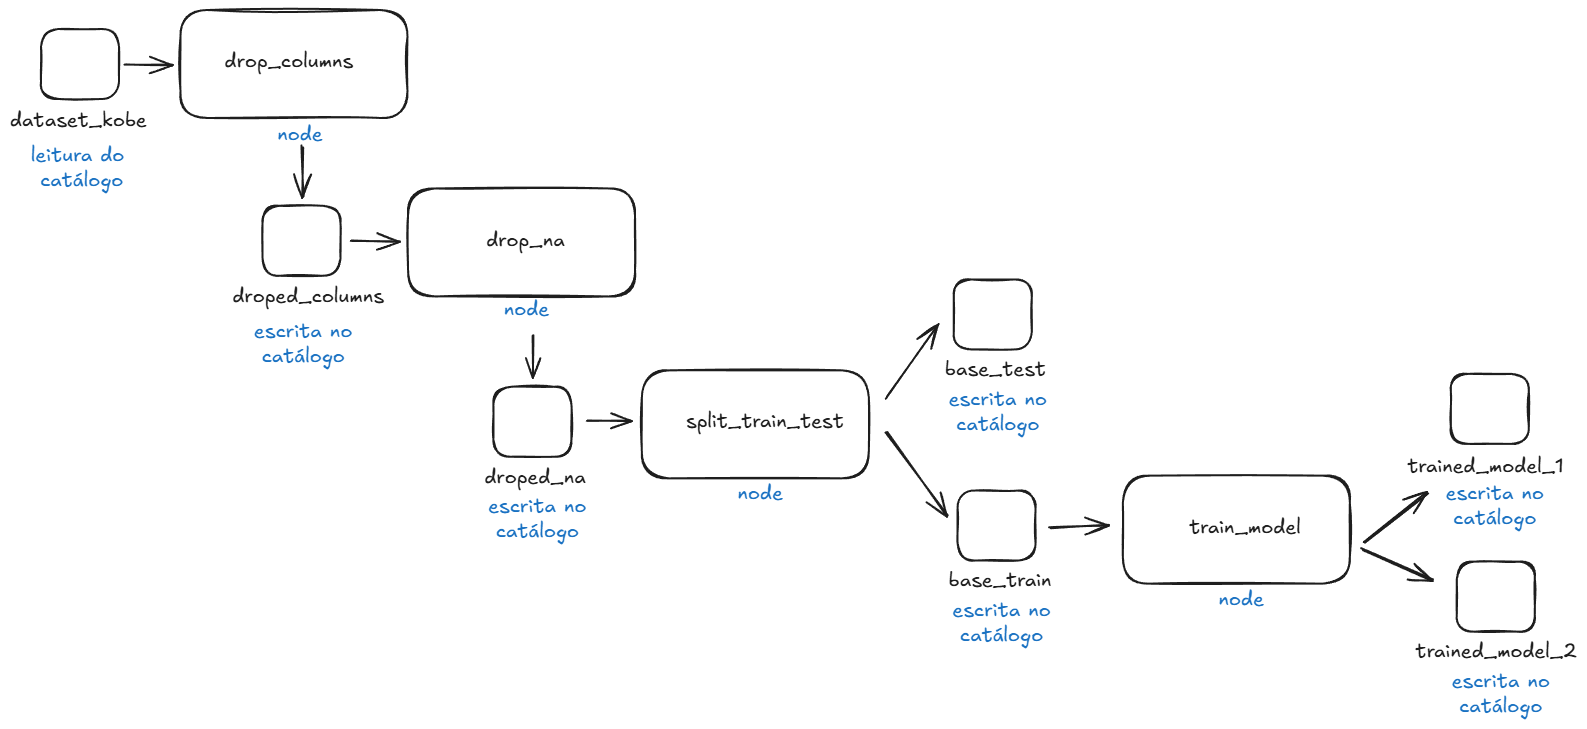 drop_columns
dataset_kobe
leitura do
catálogo
node
drop_na
droped_columns
escrita no
catálogo
node
split_train_test
droped_na
escrita no
catálogo
node
base_test
escrita no
catálogo
base_train
escrita no
catálogo
train_model
node
trained_model_1
escrita no
catálogo
trained_model_2
escrita no
catálogo